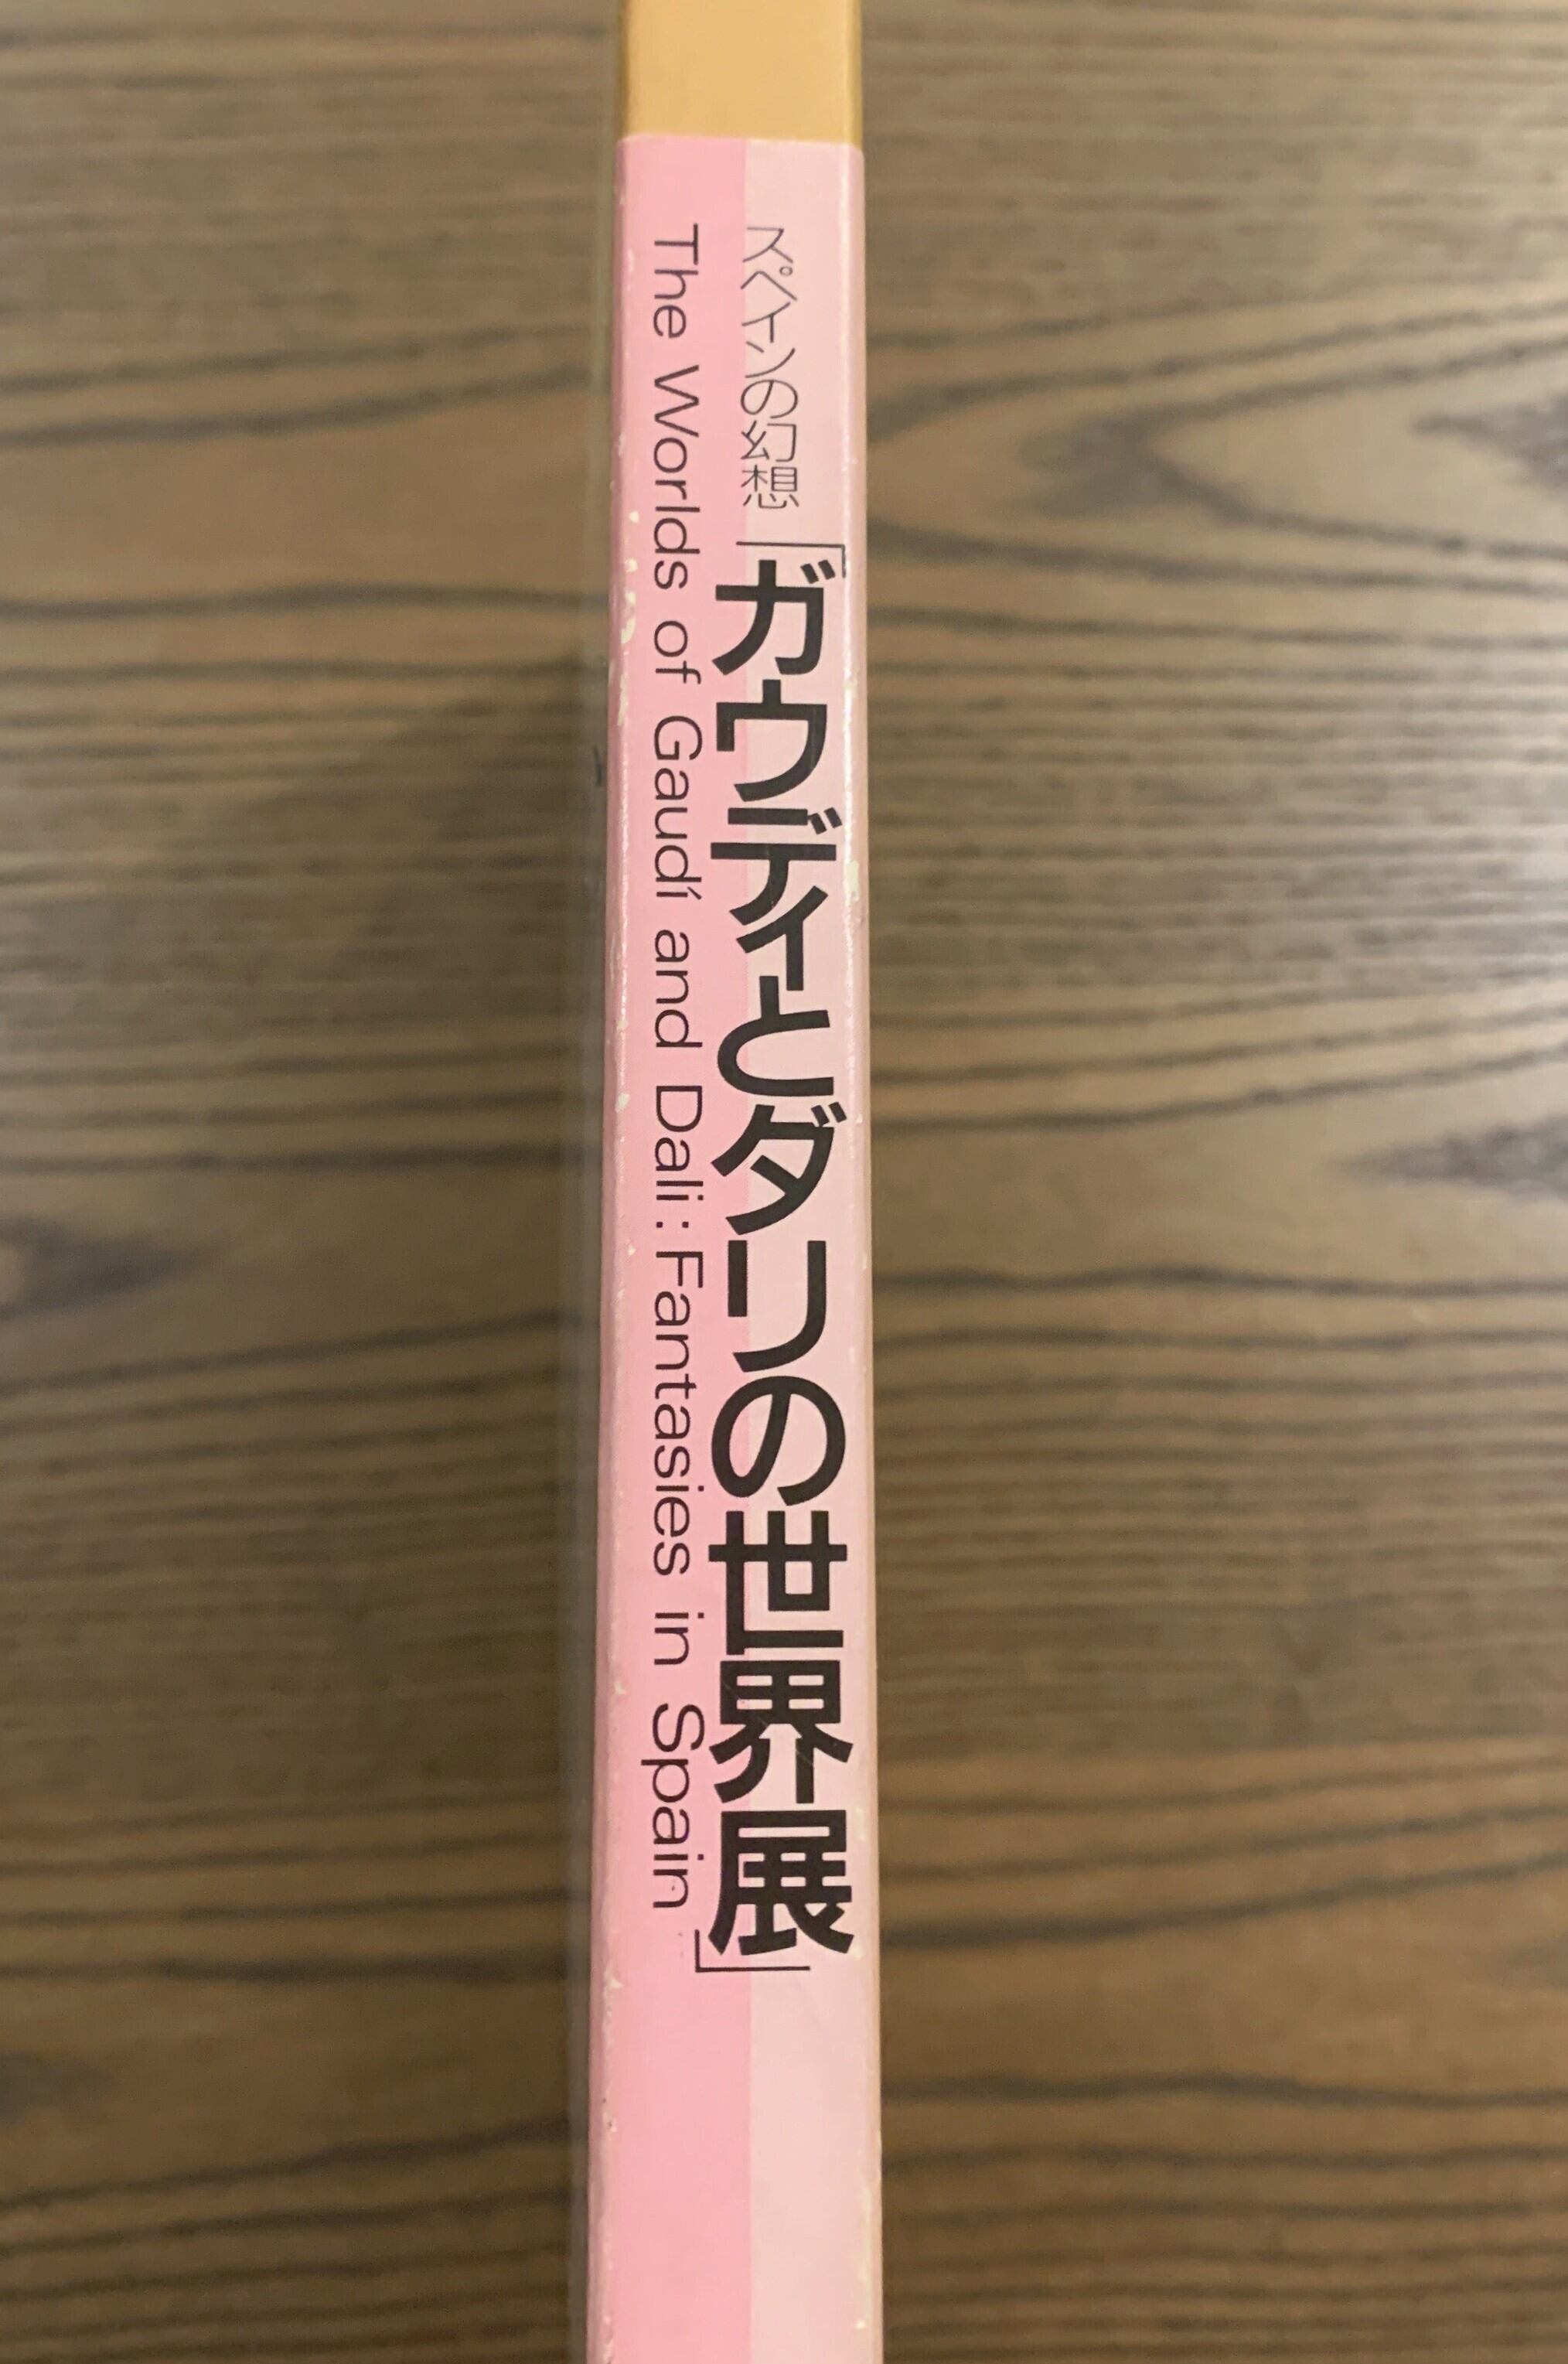 スペインの幻想「ガウディとダリの世界展」
The Worlds of Gaudí and Dali : Fantasies in Spain